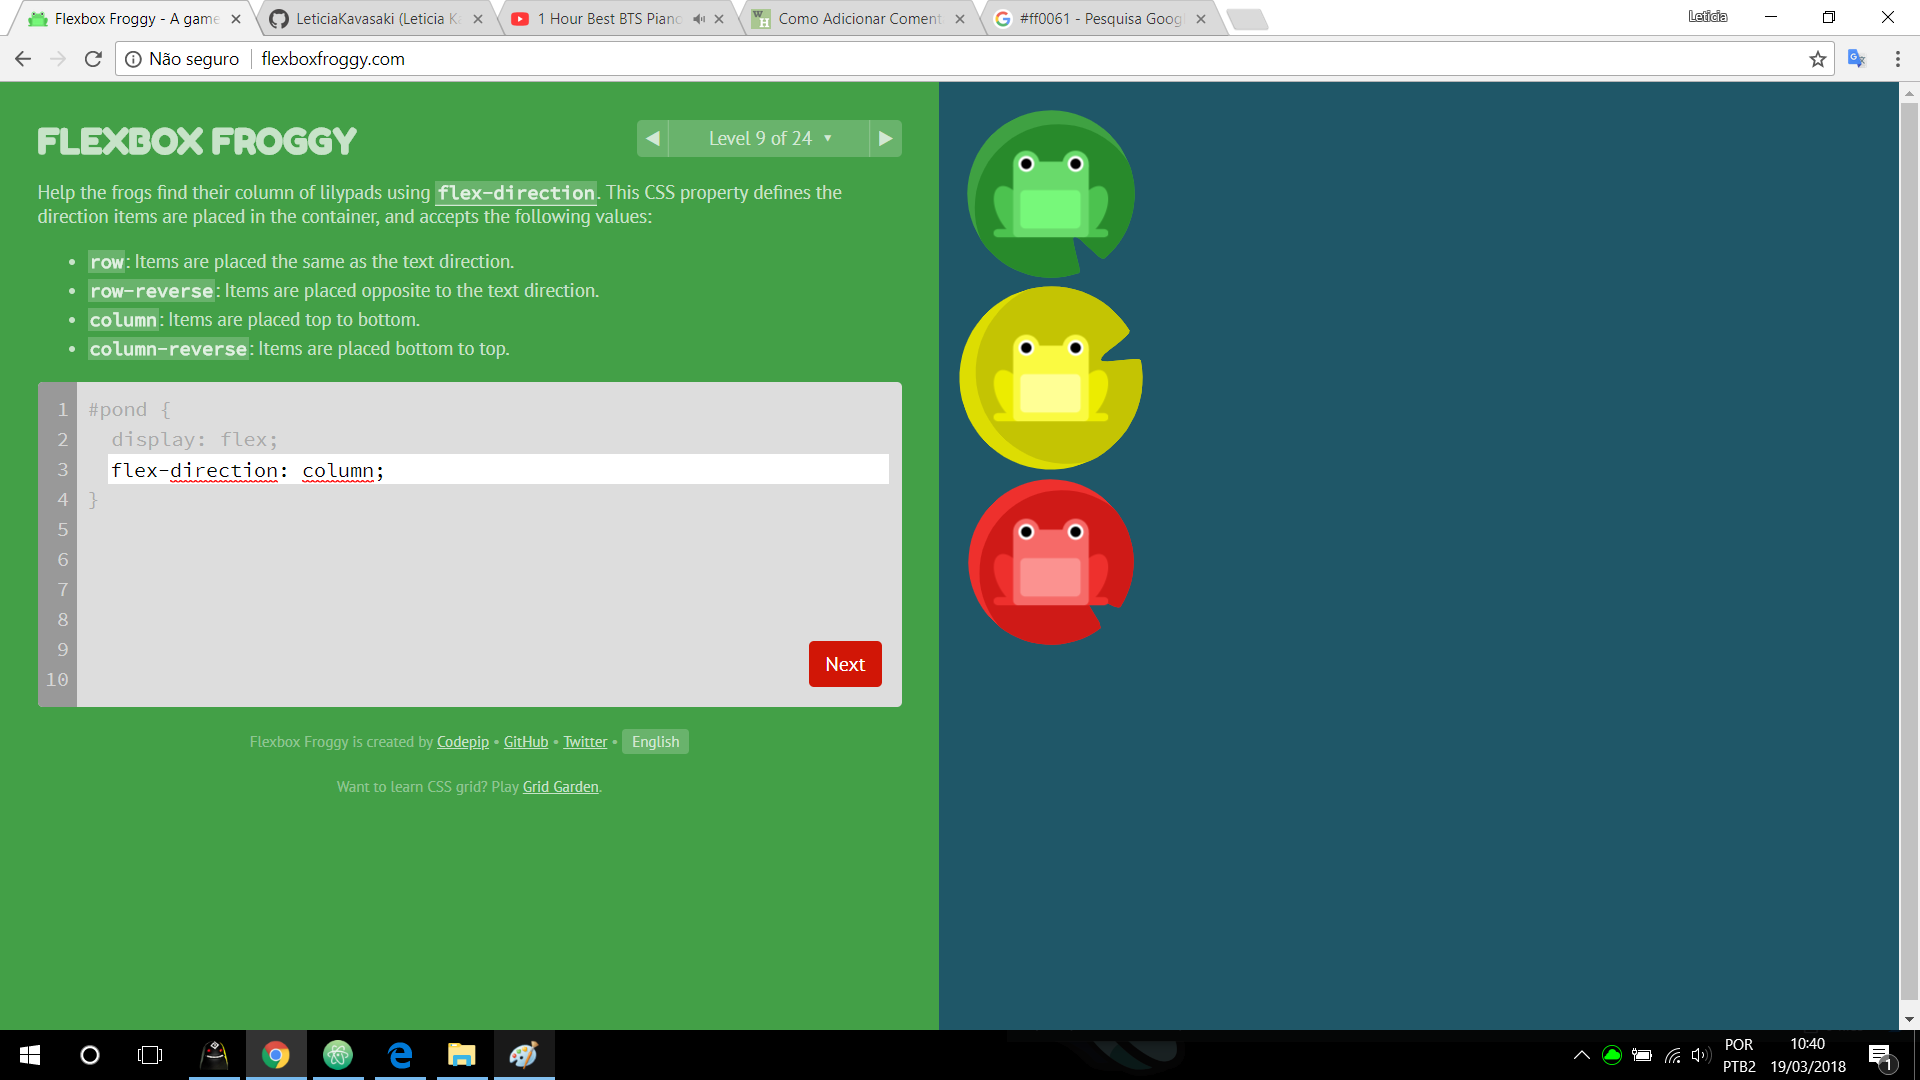 Flexbox Froggy - A game
LeticiaKavasaki (Leticia K
1 Hour Best BTS Piano
Como Adicionar Coment
#ff0061 - Pesquisa Goog
Leticia
Não seguro
flexboxfroggy.com
FLEXBOX FROGGY
Level 9 of 24
Help the frogs find their column of lilypads using flex-direction. This CSS property defines the
direction items are placed in the container, and accepts the following values:
• row: Items are placed the same as the text direction.
• row-reverse: Items are placed opposite to the text direction.
• column: Items are placed top to bottom.
• column-reverse: Items are placed bottom to top.
1 #pond {
2 display: flex;
3 flex-direction: column;
4 }
5
6
7
8
9
10
Next
Flexbox Froggy is created by Codepip • GitHub • Twitter • English
Want to learn CSS grid? Play Grid Garden.
POR
PTB2
10:40
19/03/2018
1